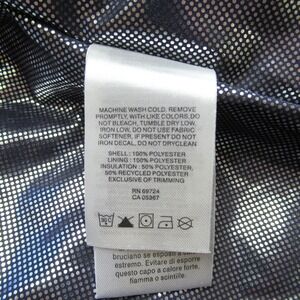 MACHINE WASH COLD. REMOVE
PROMPTLY, WITH LIKE COLORS, DO
NOT BLEACH, TUMBLE DRY LOW.
IRON LOW, DO NOT USE FABRIC
SOFTENER, IF PRESENT DO NOT
IRON DECAL, DO NOT DRYCLEAN
SHELL : 100% POLYESTER
LINING : 100% POLYESTER
INSULATION : 50% POLYESTER,
50% RECYCLED POLYESTER
EXCLUSIVE OF TRIMMING
RN 69724
CA 05367
bruciano se esposti a calore
estremo. Evitare di esporre
questo capo a calore forte,
fiamma e scintille.